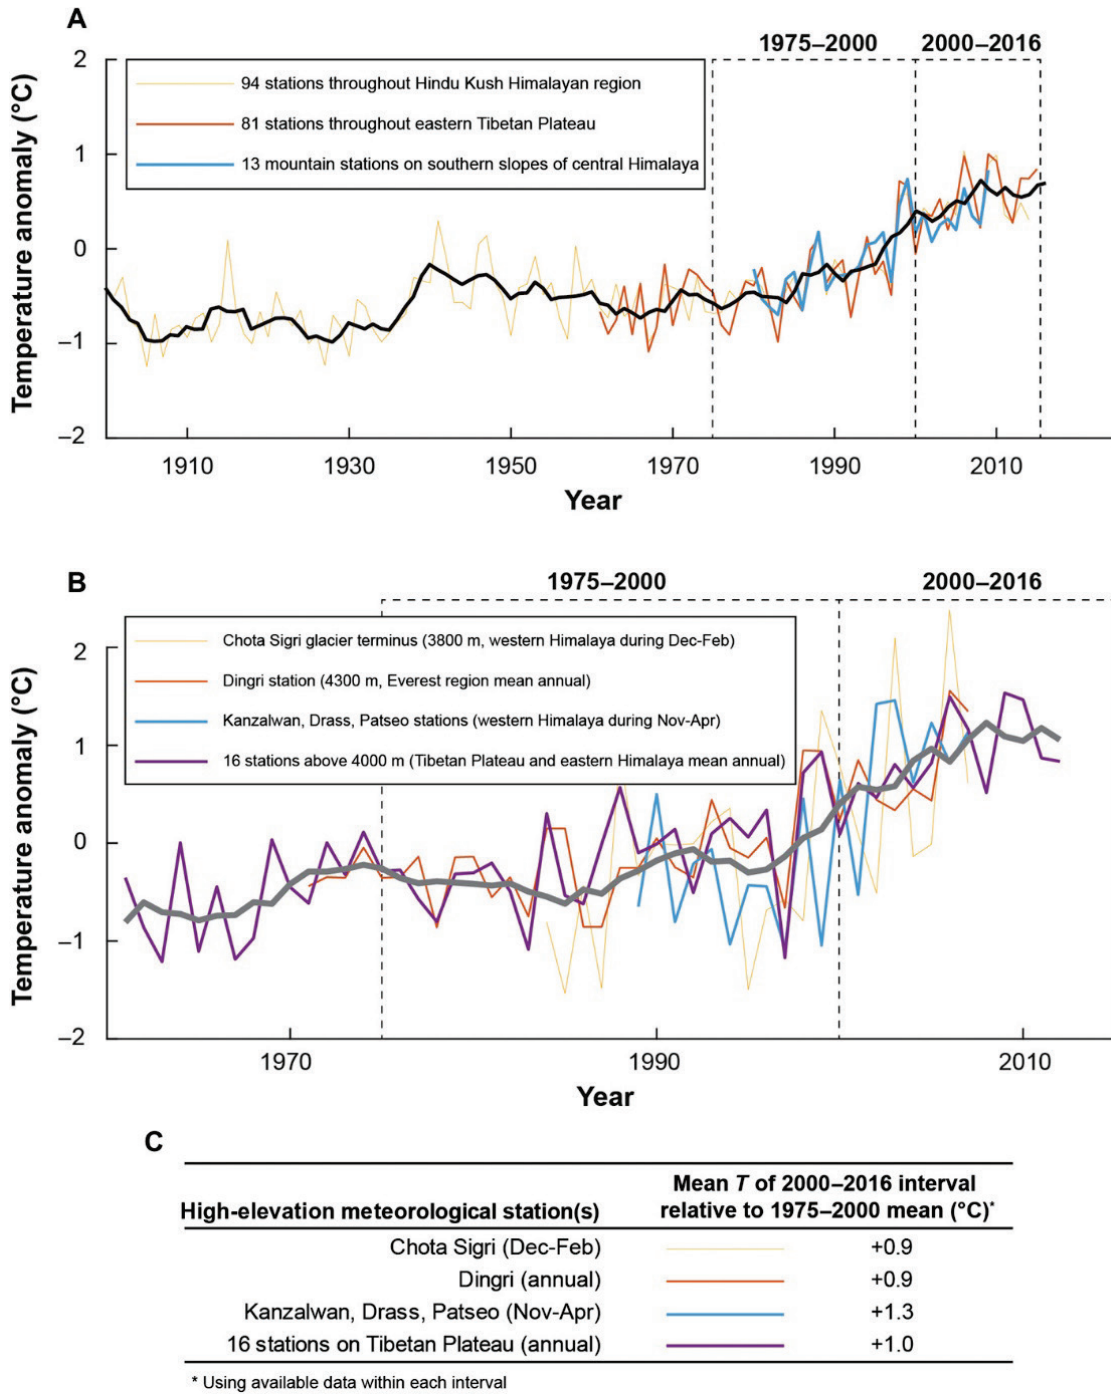 A
1975–2000
2000–2016
2
1
0
−1
−2
Temperature anomaly (°C)
94 stations throughout Hindu Kush Himalayan region
81 stations throughout eastern Tibetan Plateau
13 mountain stations on southern slopes of central Himalaya
1910
1930
1950
1970
1990
2010
Year
B
1975–2000
2000–2016
2
1
0
−1
−2
Temperature anomaly (°C)
Chota Sigri glacier terminus (3800 m, western Himalaya during Dec-Feb)
Dingri station (4300 m, Everest region mean annual)
Kanzalwan, Drass, Patseo stations (western Himalaya during Nov-Apr)
16 stations above 4000 m (Tibetan Plateau and eastern Himalaya mean annual)
1970
1990
2010
Year
C
High-elevation meteorological station(s)
Mean T of 2000–2016 interval
relative to 1975–2000 mean (°C)*
Chota Sigri (Dec-Feb) +0.9
Dingri (annual) +0.9
Kanzalwan, Drass, Patseo (Nov-Apr) +1.3
16 stations on Tibetan Plateau (annual) +1.0
* Using available data within each interval